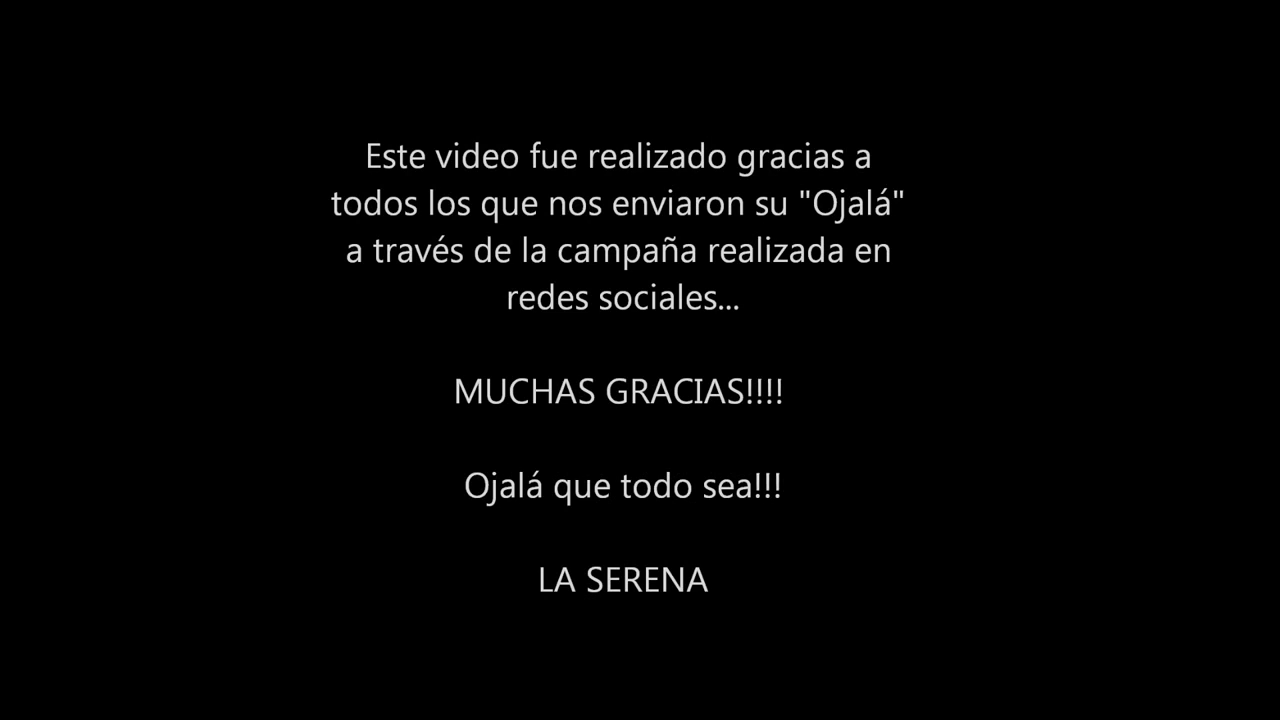 Este video fue realizado gracias a
todos los que nos enviaron su "Ojalá"
a través de la campaña realizada en
redes sociales...
MUCHAS GRACIAS!!!!
Ojalá que todo sea!!!
LA SERENA